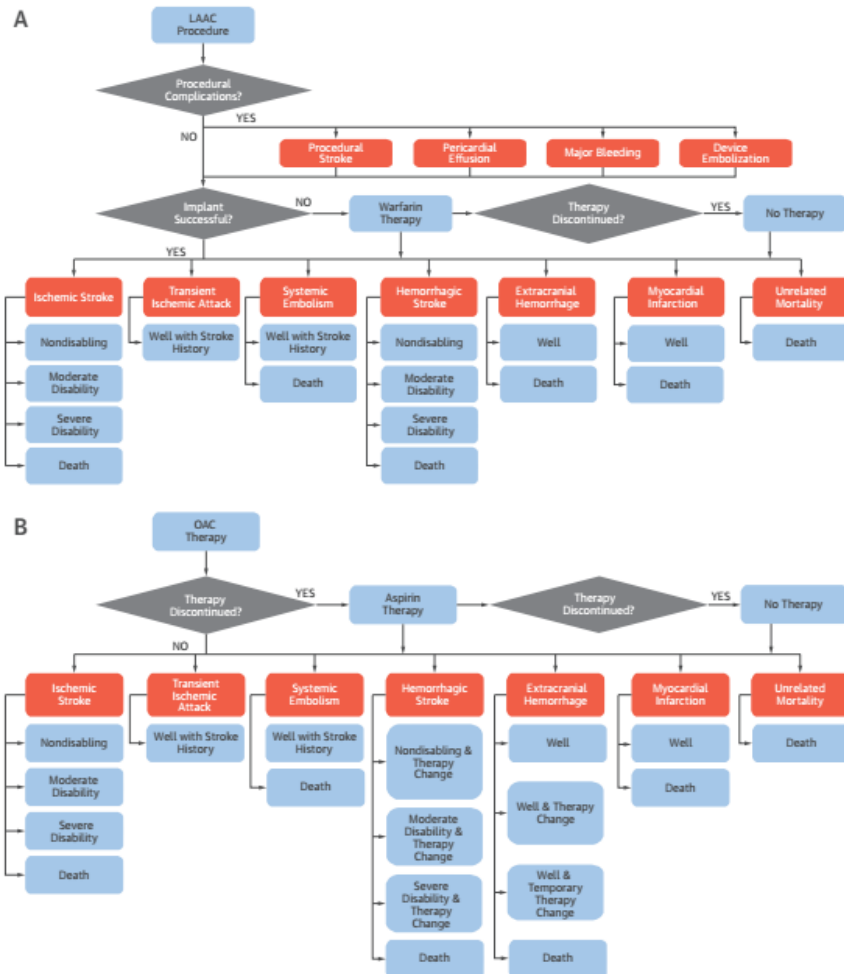 A
LAAC
Procedure
Procedural
Complications?
YES
NO
Procedural
Stroke
Pericardial
Effusion
Major Bleeding
Device
Embolization
Implant
Successful?
NO
Warfarin
Therapy
Therapy
Discontinued?
YES
No Therapy
YES
Ischemic Stroke
Transient
Ischemic Attack
Systemic
Embolism
Hemorrhagic
Stroke
Extracranial
Hemorrhage
Myocardial
Infarction
Unrelated
Mortality
Nondisabling
Moderate
Disability
Severe
Disability
Death
Well with Stroke
History
Well with Stroke
History
Death
Nondisabling
Moderate
Disability
Severe
Disability
Death
Well
Death
Well
Death
Death
B
OAC
Therapy
Therapy
Discontinued?
YES
Aspirin
Therapy
Therapy
Discontinued?
YES
No Therapy
NO
Ischemic
Stroke
Transient
Ischemic
Attack
Systemic
Embolism
Hemorrhagic
Stroke
Extracranial
Hemorrhage
Myocardial
Infarction
Unrelated
Mortality
Nondisabling
Moderate
Disability
Severe
Disability
Death
Well with Stroke
History
Well with Stroke
History
Death
Nondisabling &
Therapy
Change
Moderate
Disability &
Therapy
Change
Severe
Disability &
Therapy
Change
Death
Well
Well & Therapy
Change
Well &
Temporary
Therapy
Change
Death
Well
Death
Death